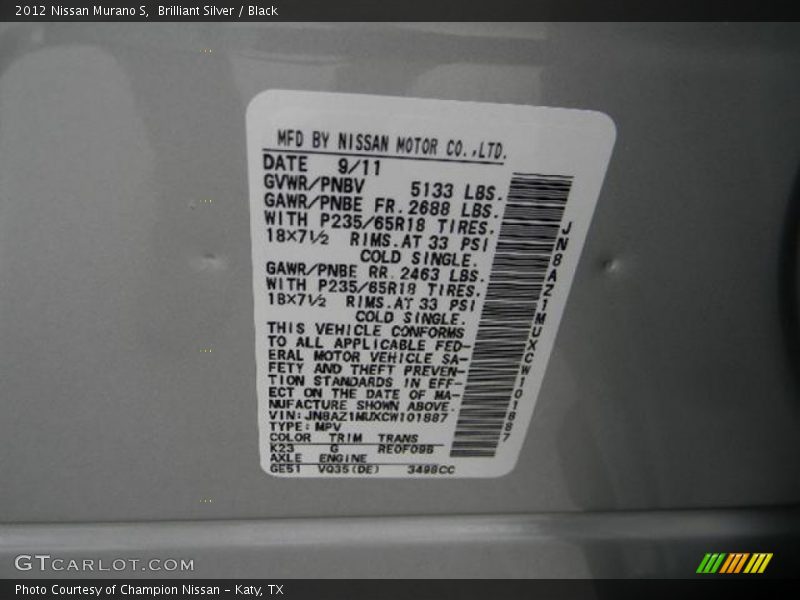 2012 Nissan Murano S, Brilliant Silver / Black
MFD BY NISSAN MOTOR CO.,LTD.
DATE 9/11
GVWR/PNBV 5133 LBS.
GAWR/PNBE FR. 2688 LBS.
WITH P235/65R18 TIRES.
18×7½ RIMS. AT 33 PSI
COLD SINGLE.
GAWR/PNBE RR. 2463 LBS.
WITH P235/65R18 TIRES.
18×7½ RIMS. AT 33 PSI
COLD SINGLE.
THIS VEHICLE CONFORMS
TO ALL APPLICABLE FED-
ERAL MOTOR VEHICLE SA-
FETY AND THEFT PREVEN-
TION STANDARDS IN EFF-
ECT ON THE DATE OF MA-
NUFACTURE SHOWN ABOVE.
VIN: JN8AZ1MUXCW101887
TYPE: MPV
COLOR TRIM TRANS
K23 G RE0F09B
AXLE ENGINE
GE51 VQ35(DE) 3498CC
JN8AZ1MUXCW101887
GTCARLOT.COM
Photo Courtesy of Champion Nissan - Katy, TX